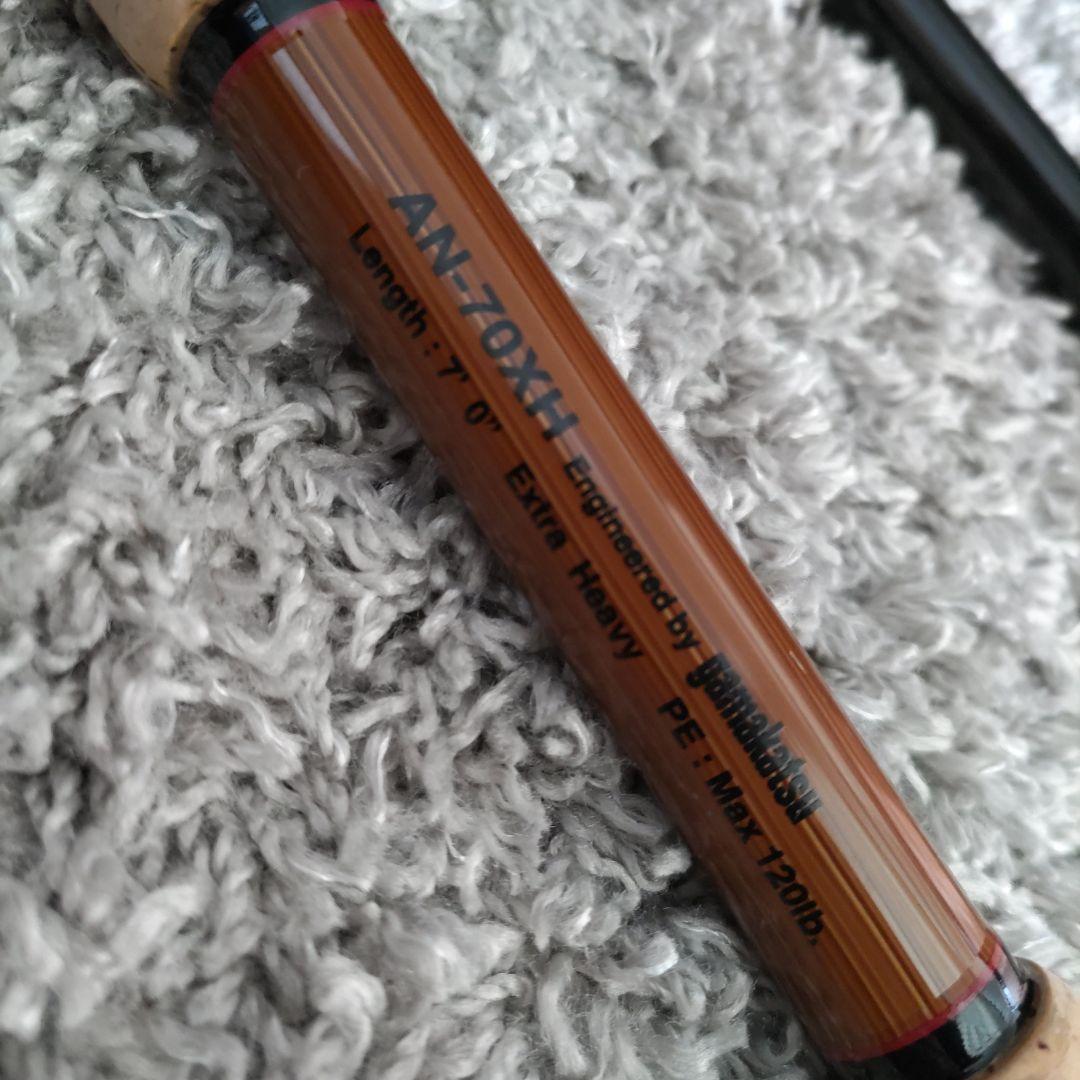 AN-70XH Engineered by gamakatsu
Length : 7' 0" Extra Heavy PE : Max 120lb.